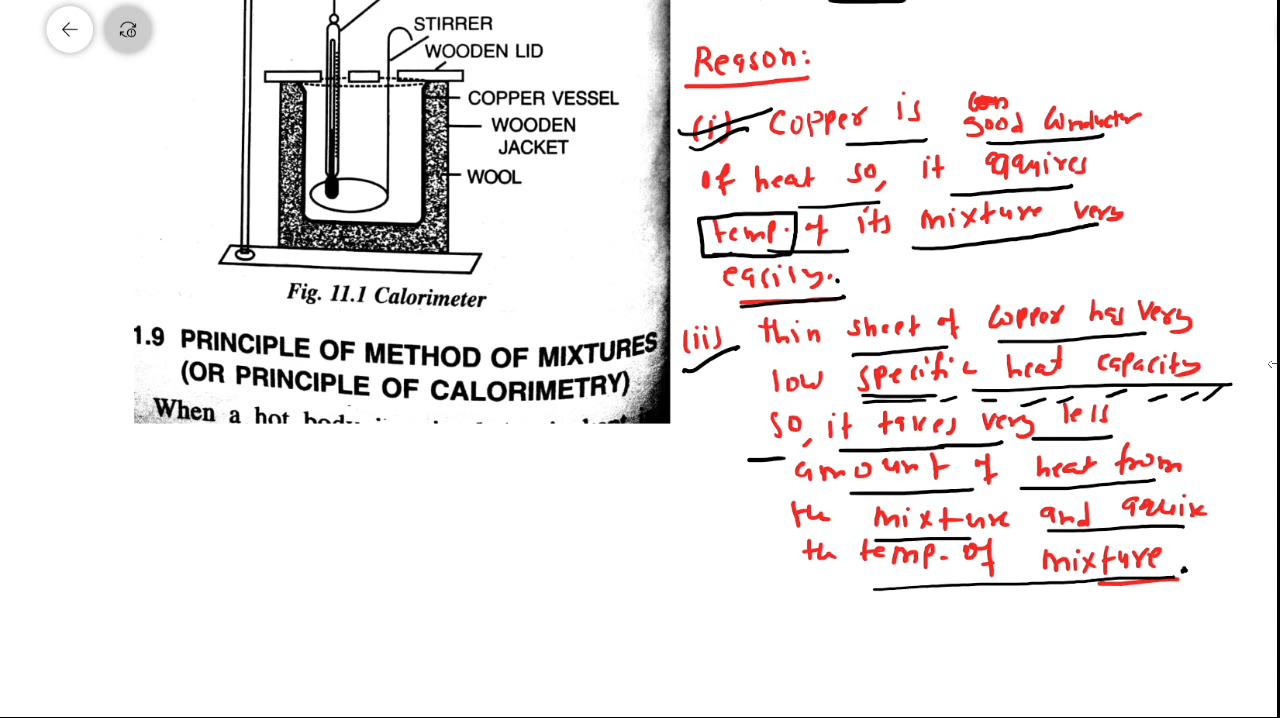 STIRRER
WOODEN LID
COPPER VESSEL
WOODEN
JACKET
WOOL
Fig. 11.1 Calorimeter
1.9 PRINCIPLE OF METHOD OF MIXTURES
(OR PRINCIPLE OF CALORIMETRY)
When a hot
Reason:
(i) Copper is good conductor
of heat so, it aquires
temp. of its mixture very
easily.
(ii) thin sheet of copper has very
low specific heat capacity
so, it takes very less
amount of heat from
the mixture and
the temp. of mixture.